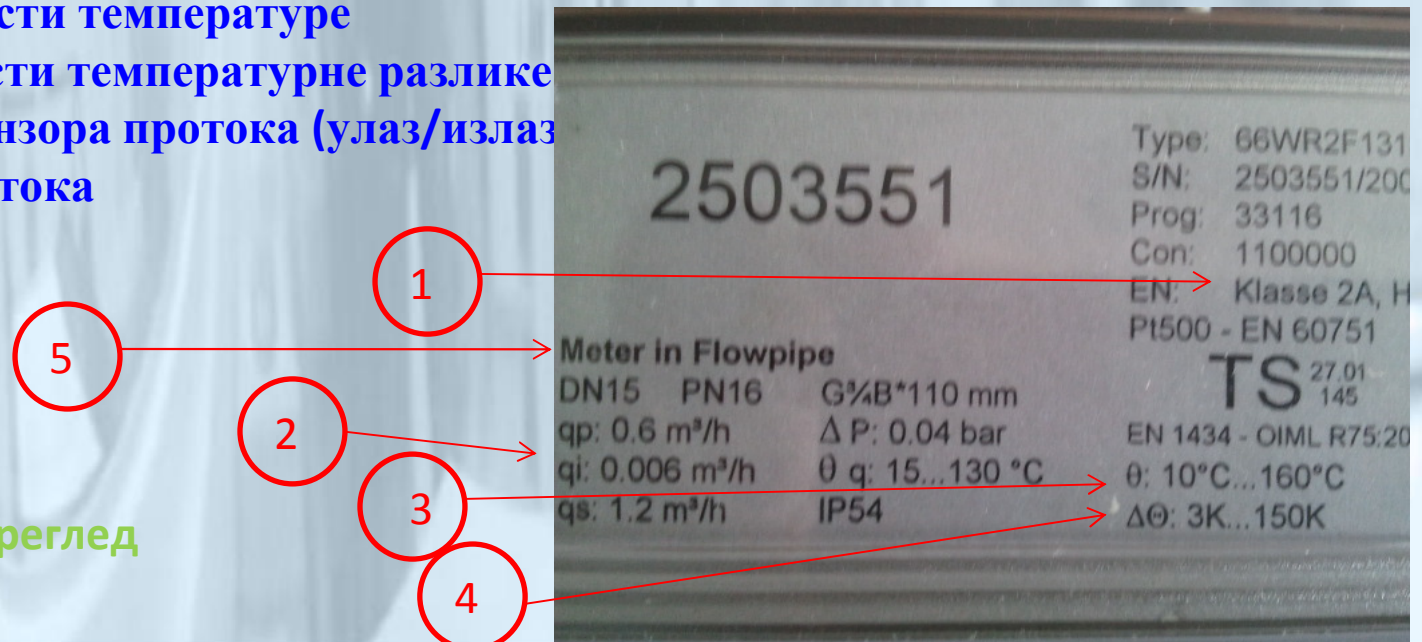 сти температуре
сти температурне разлике
нзора протока (улаз/излаз
тока
реглед
1
5
2
3
4
2503551
Meter in Flowpipe
DN15 PN16 G¾B*110 mm
qp: 0.6 m³/h Δ P: 0.04 bar
qi: 0.006 m³/h θ q: 15...130 °C
qs: 1.2 m³/h IP54
Type: 66WR2F131
S/N: 2503551/200
Prog: 33116
Con: 1100000
EN: Klasse 2A, H
Pt500 - EN 60751
TS 27.01
145
EN 1434 - OIML R75:20
θ: 10°C...160°C
ΔΘ: 3K...150K